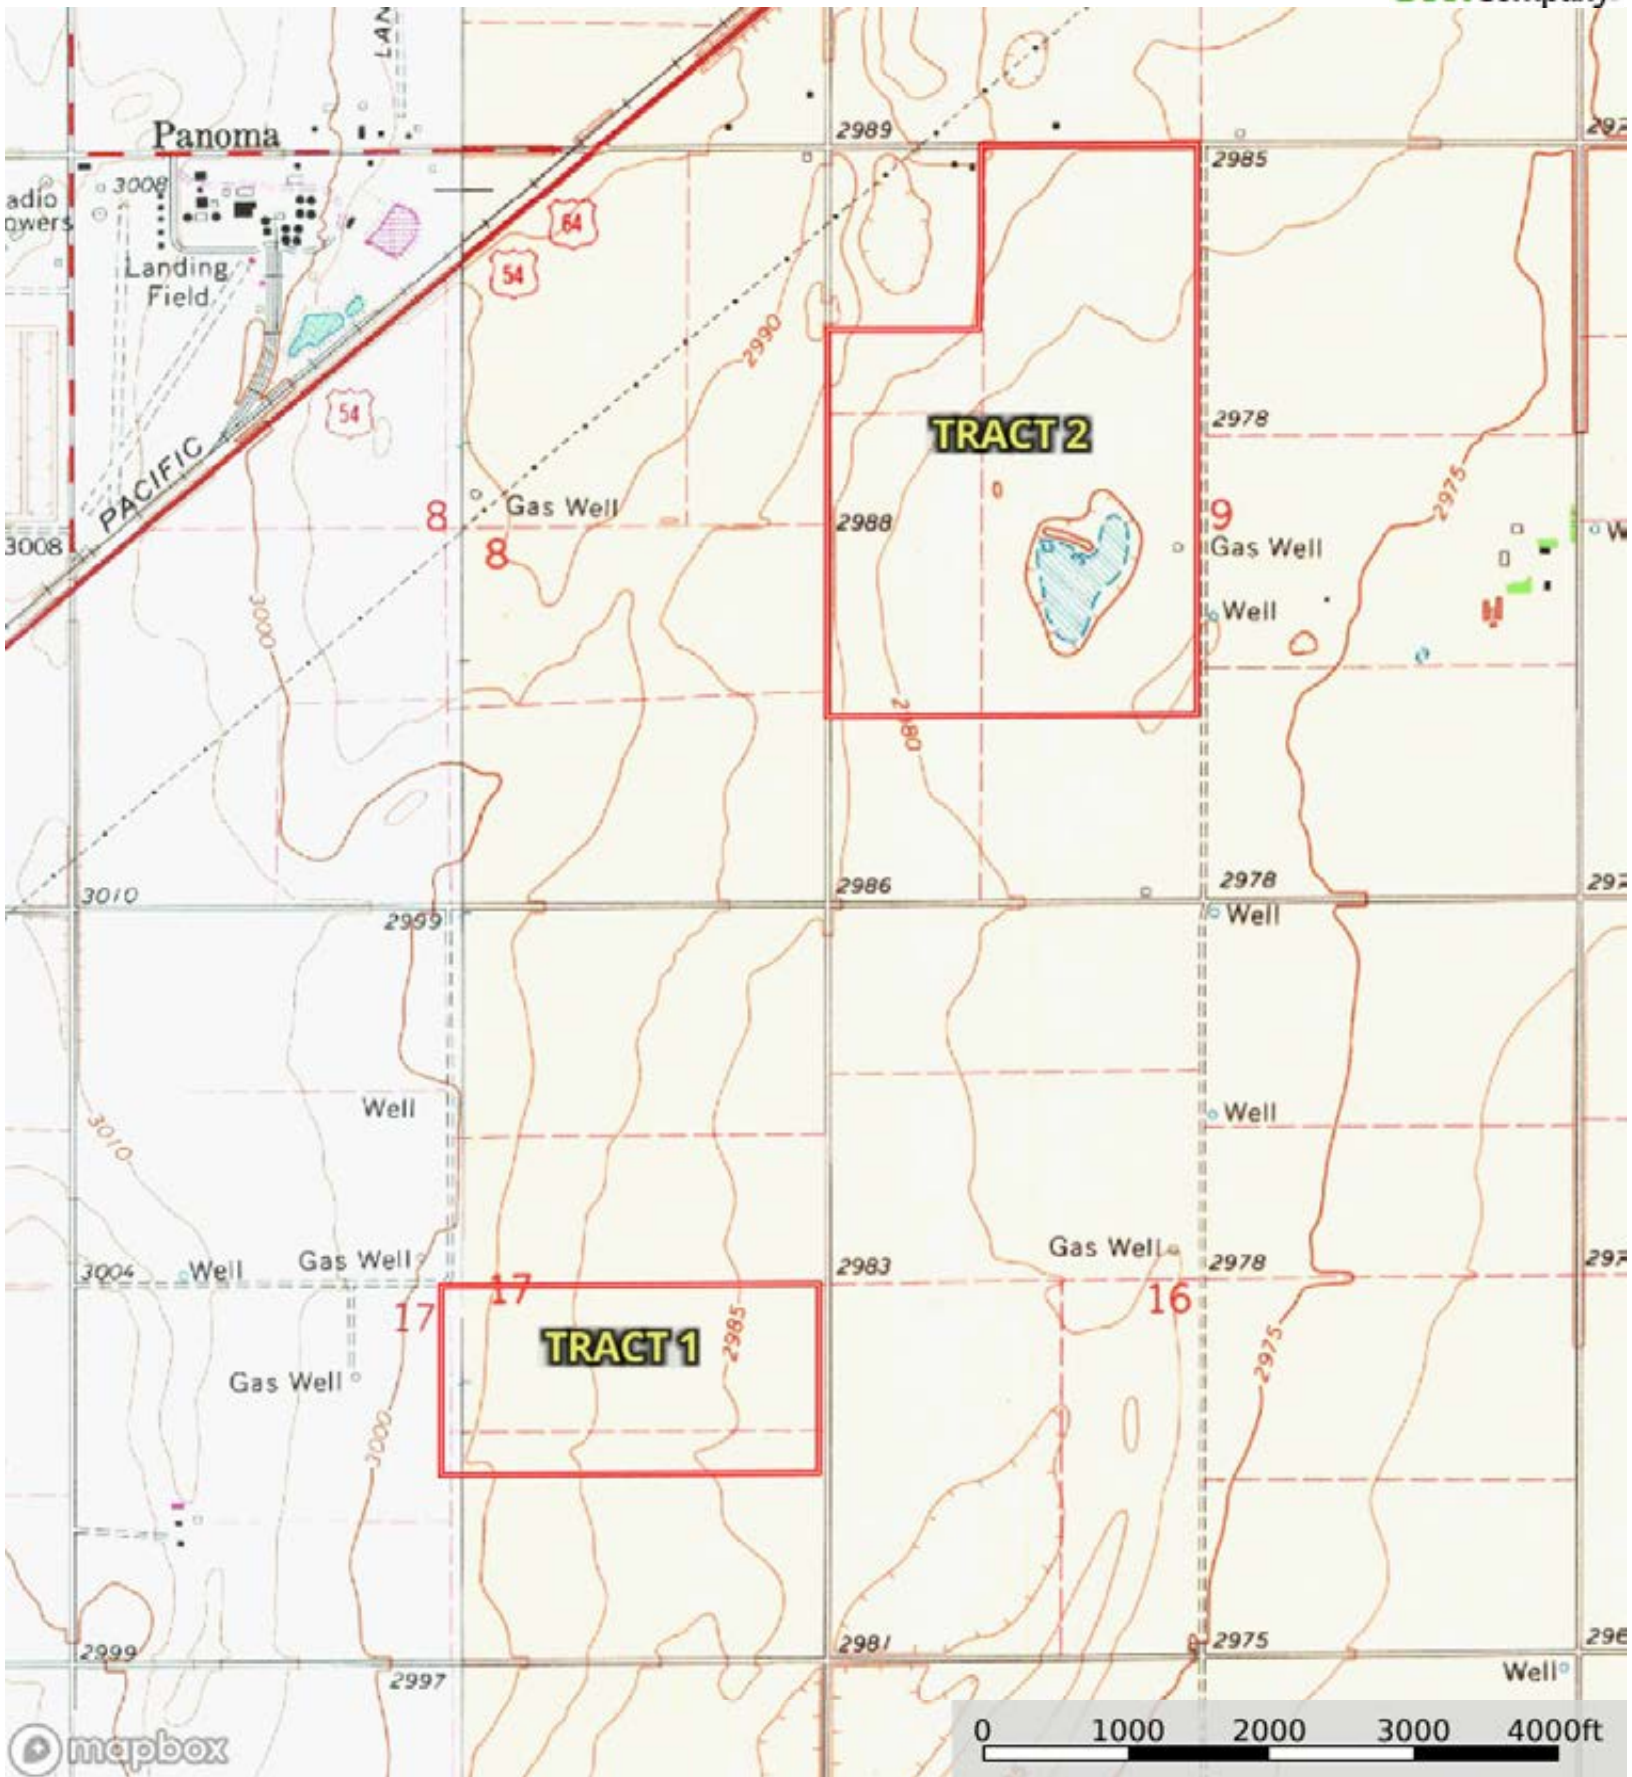 Company
LAN
2989
Panoma
2985
3008
adio
owers
64
54
Landing
Field
2990
54
TRACT 2
2978
2975
PACIFIC
Gas Well
8
2988
9
3008
8
Gas Well
Well
3000
2980
3010
2986
2978
2999
Well
Well
Well
3010
Gas Well
Gas Well
3004
Well
2983
2978
17
17
16
TRACT 1
2985
2975
Gas Well
3000
2999
2981
2975
2997
Well
mapbox
0 1000 2000 3000 4000ft